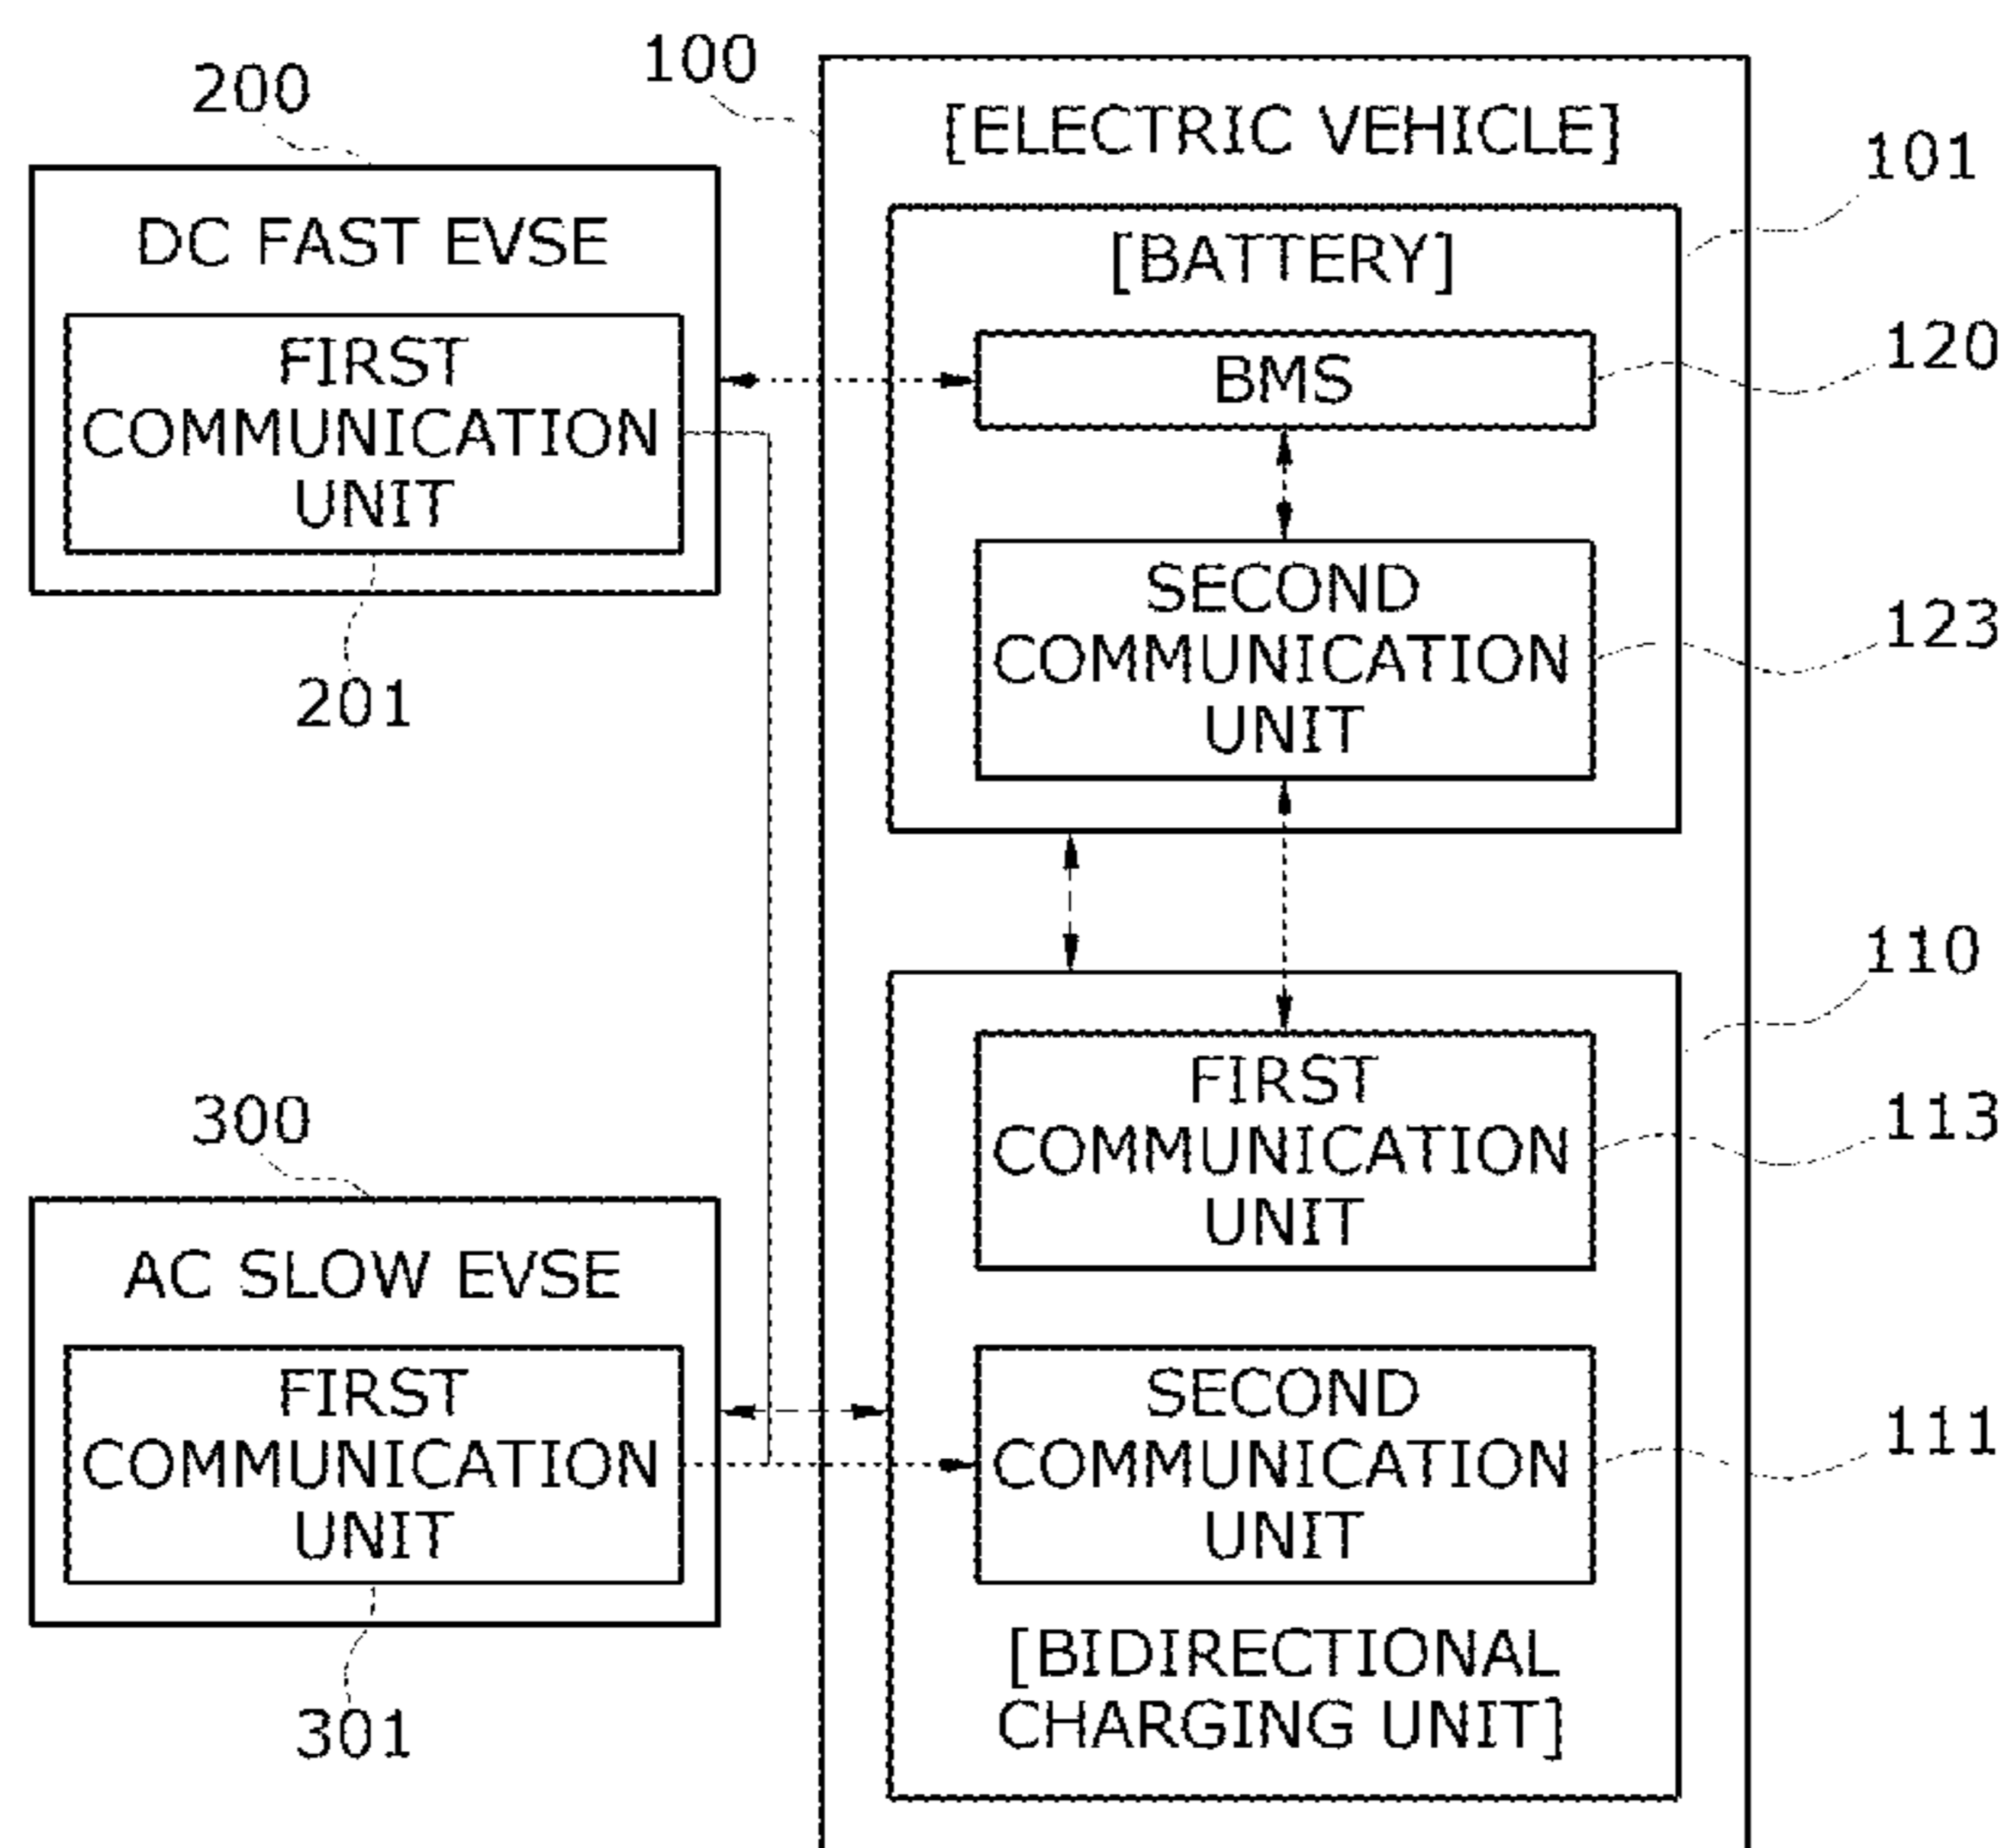 200
DC FAST EVSE
FIRST
COMMUNICATION
UNIT
201
300
AC SLOW EVSE
FIRST
COMMUNICATION
UNIT
301
100
[ELECTRIC VEHICLE]
101
[BATTERY]
BMS
120
SECOND
COMMUNICATION
UNIT
123
110
FIRST
COMMUNICATION
UNIT
113
SECOND
COMMUNICATION
UNIT
111
[BIDIRECTIONAL
CHARGING UNIT]